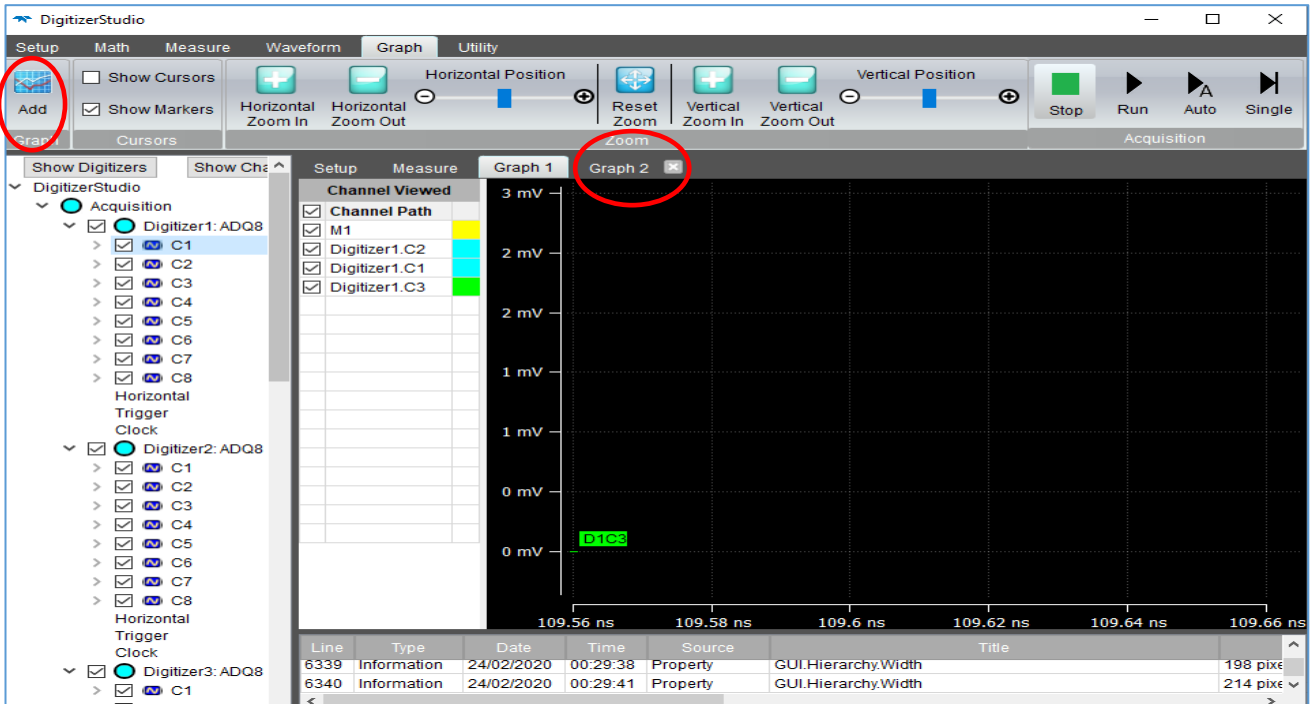 DigitizerStudio
Setup Math Measure Waveform Graph Utility
Add
Graph
Show Cursors
Show Markers
Cursors
Horizontal Zoom In
Horizontal Zoom Out
Horizontal Position
Reset Zoom
Vertical Zoom In
Vertical Zoom Out
Vertical Position
Zoom
Stop Run Auto Single
A
Acquisition
Show Digitizers Show Cha
DigitizerStudio
Acquisition
Digitizer1: ADQ8
C1
C2
C3
C4
C5
C6
C7
C8
Horizontal
Trigger
Clock
Digitizer2: ADQ8
C1
C2
C3
C4
C5
C6
C7
C8
Horizontal
Trigger
Clock
Digitizer3: ADQ8
C1
Setup Measure Graph 1 Graph 2
Channel Viewed
Channel Path
M1
Digitizer1.C2
Digitizer1.C1
Digitizer1.C3
3 mV
2 mV
2 mV
1 mV
1 mV
0 mV
0 mV
D1C3
109.56 ns 109.58 ns 109.6 ns 109.62 ns 109.64 ns 109.66 ns
Line Type Date Time Source Title
6339 Information 24/02/2020 00:29:38 Property GUI.Hierarchy.Width 198 pixe
6340 Information 24/02/2020 00:29:41 Property GUI.Hierarchy.Width 214 pixe